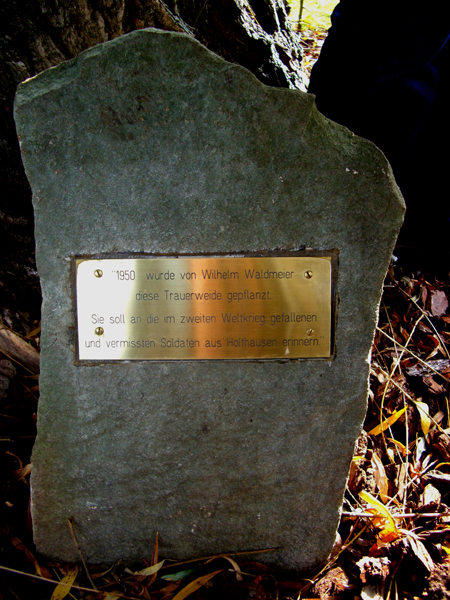 "1950 wurde von Wilhelm Waldmeier
diese Trauerweide gepflanzt.
Sie soll an die im zweiten Weltkrieg gefallenen
und vermissten Soldaten aus Holthausen erinnern."